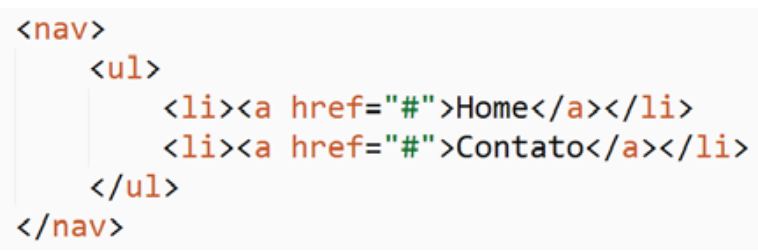 <nav>
    <ul>
        <li><a href="#">Home</a></li>
        <li><a href="#">Contato</a></li>
    </ul>
</nav>